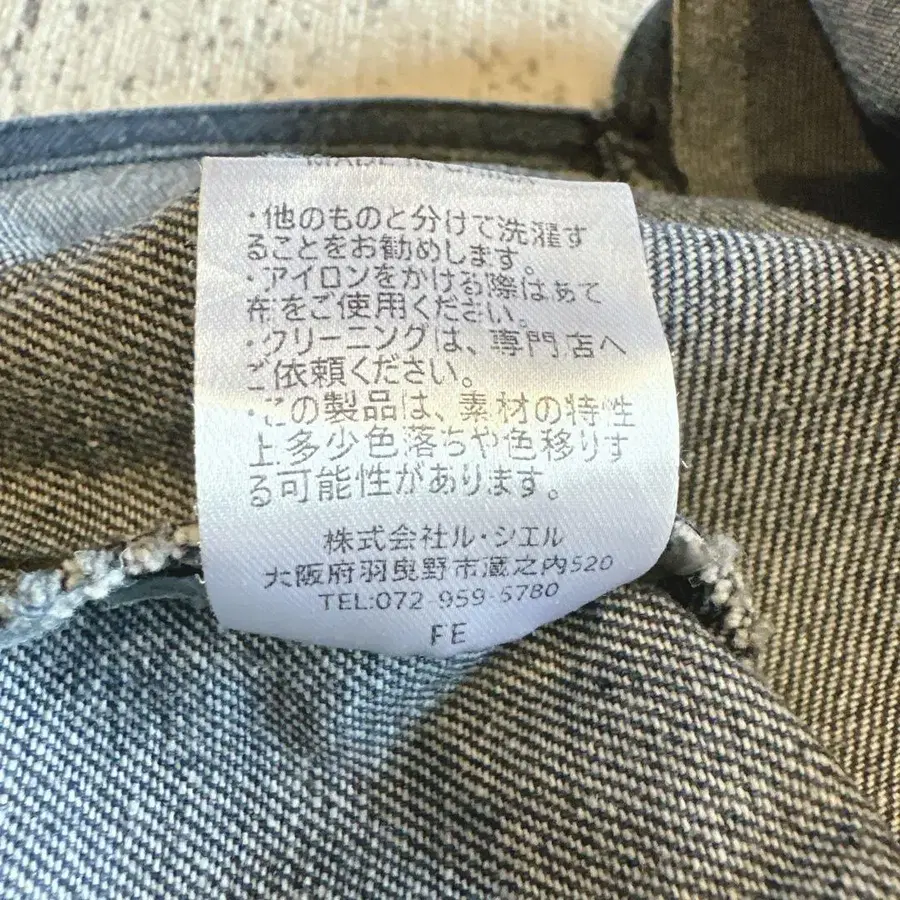 MADE IN CHINA
・他のものと分けて洗濯す
ることをお勧めします。
・アイロンをかける際はあて
布をご使用ください。
・クリーニングは、専門店へ
ご依頼ください。
・この製品は、素材の特性
上多少色落ちや色移りす
る可能性があります。
株式会社ル・シエル
大阪府羽曳野市蔵之内520
TEL:072-959-5780
FE